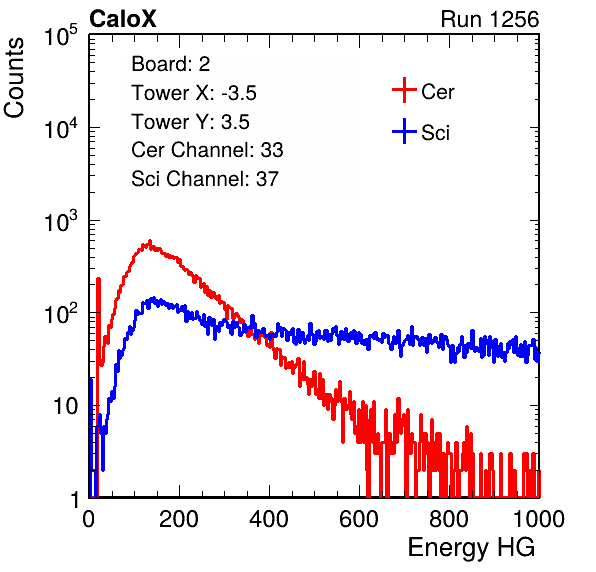 CaloX Run 1256
Counts
Board: 2
Tower X: -3.5
Tower Y: 3.5
Cer Channel: 33
Sci Channel: 37
Cer
Sci
10^5
10^4
10^3
10^2
10
1
0 200 400 600 800 1000
Energy HG